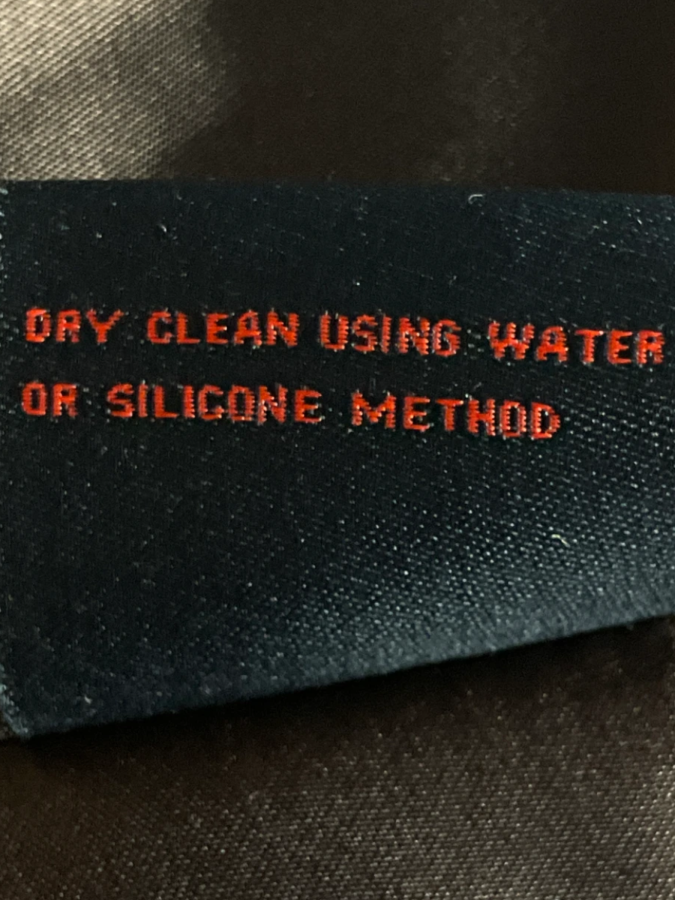 DRY CLEAN USING WATER
OR SILICONE METHOD